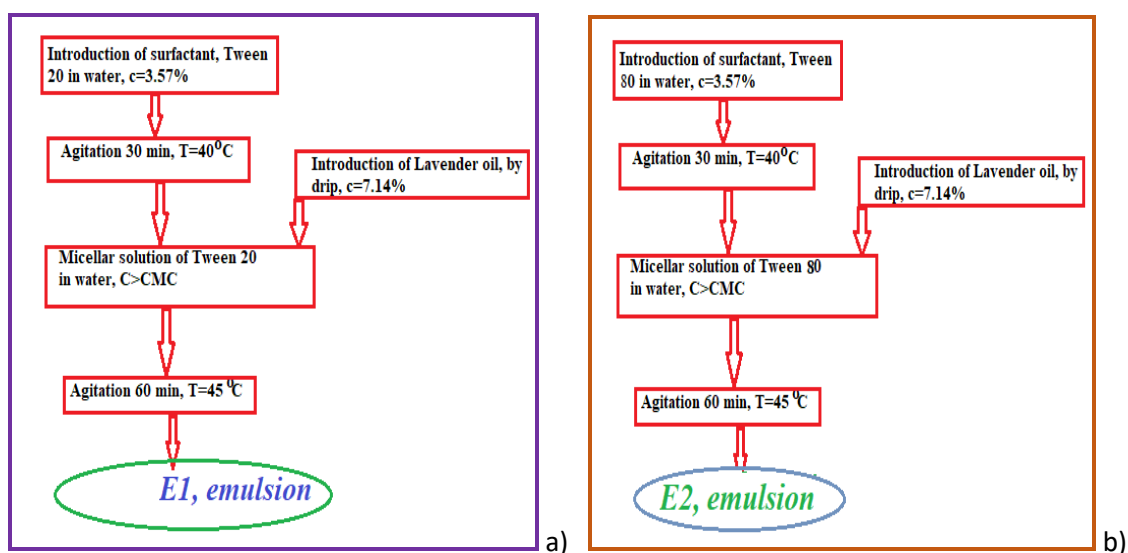 Introduction of surfactant, Tween
20 in water, c=3.57%
Agitation 30 min, T=40⁰C
Introduction of Lavender oil, by
drip, c=7.14%
Micellar solution of Tween 20
in water, C>CMC
Agitation 60 min, T=45 ⁰C
E1, emulsion
a)
Introduction of surfactant, Tween
80 in water, c=3.57%
Agitation 30 min, T=40⁰C
Introduction of Lavender oil, by
drip, c=7.14%
Micellar solution of Tween 80
in water, C>CMC
Agitation 60 min, T=45 ⁰C
E2, emulsion
b)